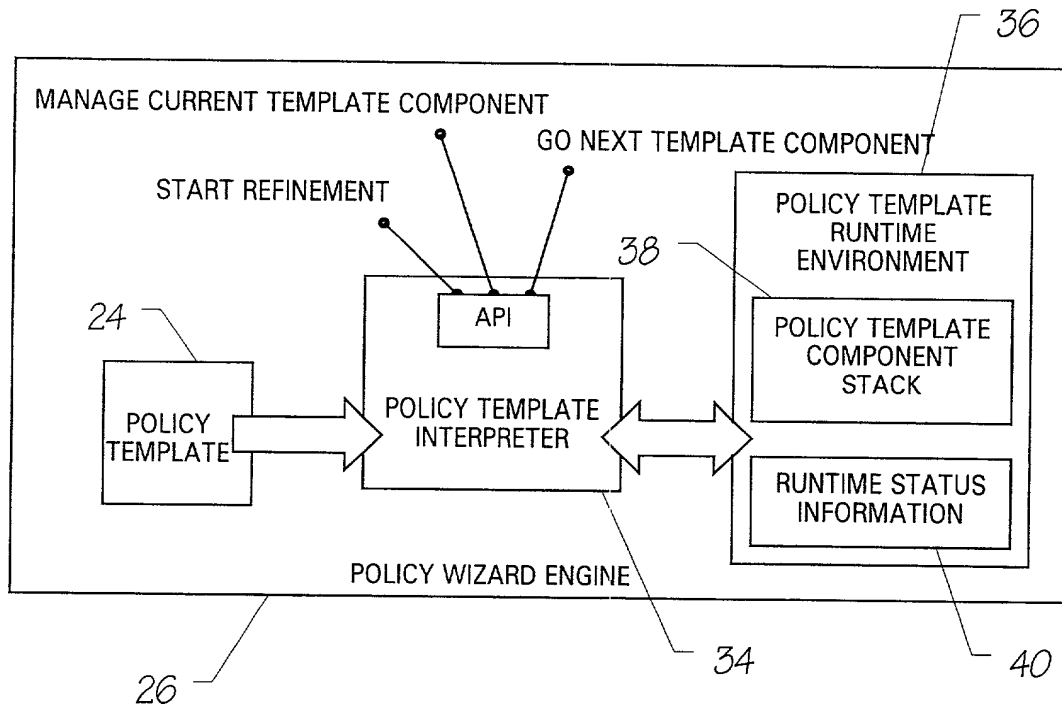 36
MANAGE CURRENT TEMPLATE COMPONENT
GO NEXT TEMPLATE COMPONENT
START REFINEMENT
POLICY TEMPLATE
RUNTIME
ENVIRONMENT
38
24
API
POLICY TEMPLATE
COMPONENT
STACK
POLICY
TEMPLATE
POLICY TEMPLATE
INTERPRETER
RUNTIME STATUS
INFORMATION
POLICY WIZARD ENGINE
34
40
26